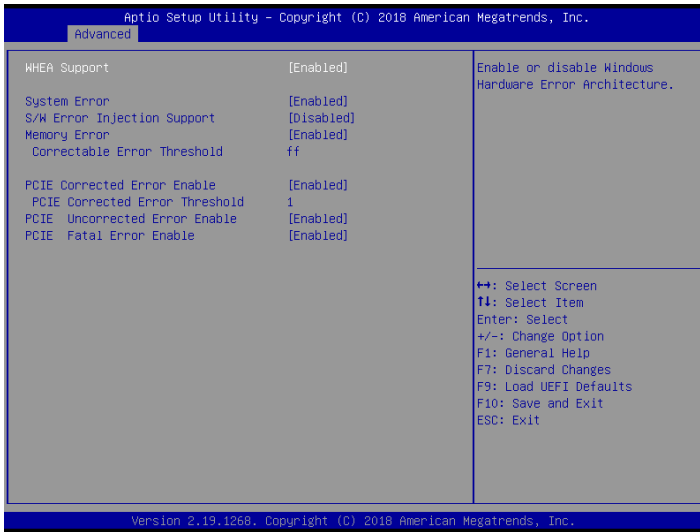 Aptio Setup Utility – Copyright (C) 2018 American Megatrends, Inc.
Advanced
WHEA Support [Enabled]
System Error [Enabled]
S/W Error Injection Support [Disabled]
Memory Error [Enabled]
Correctable Error Threshold ff
PCIE Corrected Error Enable [Enabled]
PCIE Corrected Error Threshold 1
PCIE Uncorrected Error Enable [Enabled]
PCIE Fatal Error Enable [Enabled]
Enable or disable Windows
Hardware Error Architecture.
↔: Select Screen
↑↓: Select Item
Enter: Select
+/-: Change Option
F1: General Help
F7: Discard Changes
F9: Load UEFI Defaults
F10: Save and Exit
ESC: Exit
Version 2.19.1268. Copyright (C) 2018 American Megatrends, Inc.